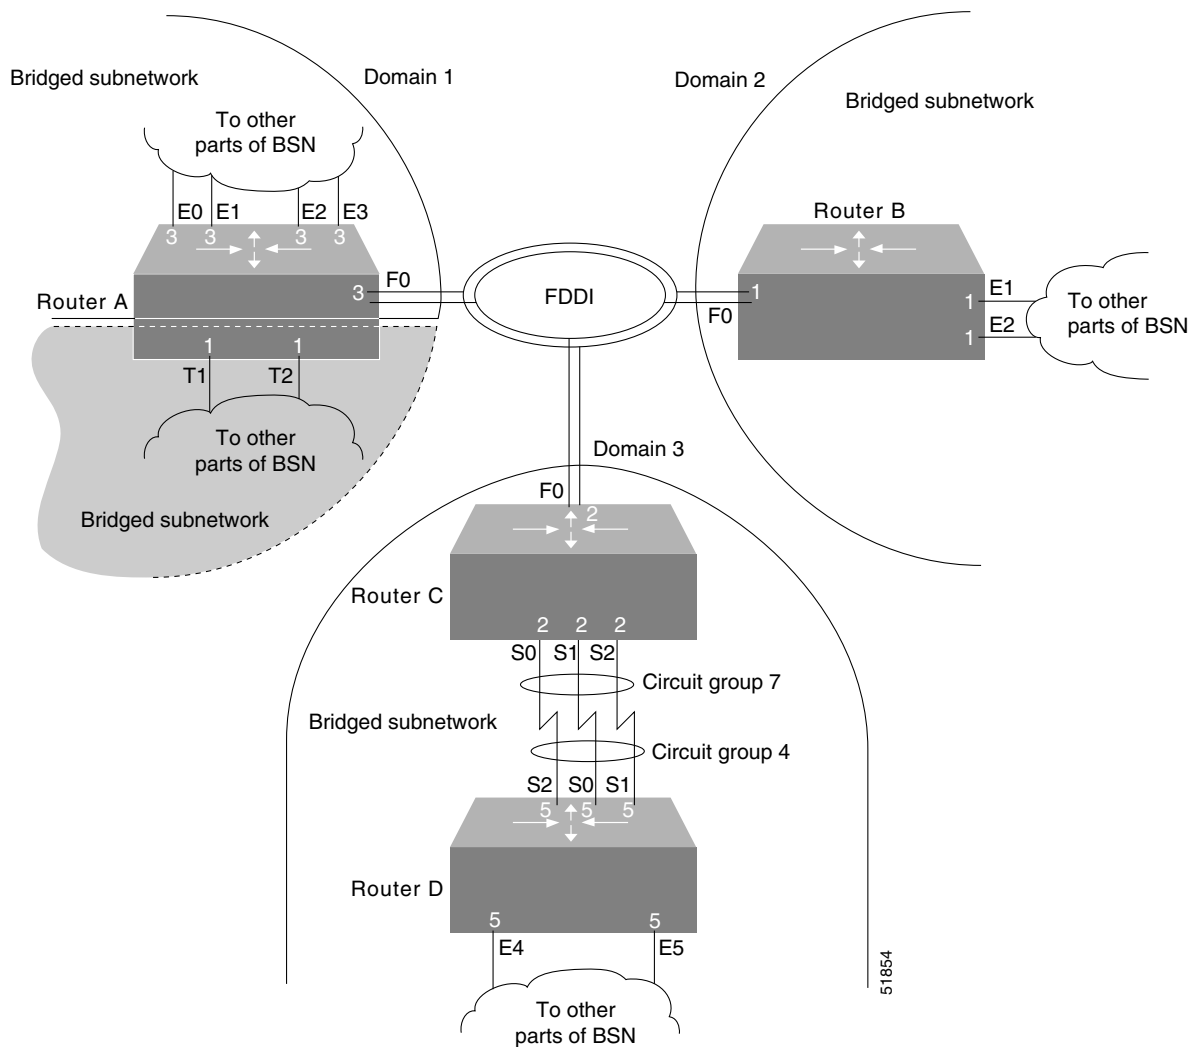 Bridged subnetwork
Domain 1
Domain 2
Bridged subnetwork
To other
parts of BSN
E0 E1 E2 E3
3 3 3 3
Router A
F0
3
1 1
T1 T2
To other
parts of BSN
Bridged subnetwork
FDDI
Router B
1
F0
E1
1
E2
1
To other
parts of BSN
Domain 3
F0
2
Router C
2 2 2
S0 S1 S2
Circuit group 7
Bridged subnetwork
Circuit group 4
S2 S0 S1
5 5 5
Router D
5 5
E4 E5
To other
parts of BSN
51854